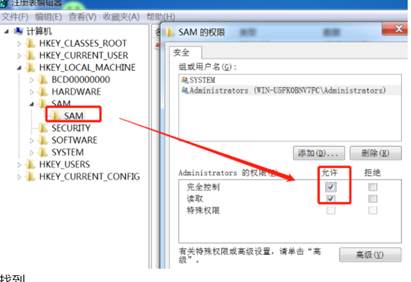 注册表编辑器
文件(F) 编辑(E) 查看(V) 收藏夹(A) 帮助(H)
计算机
HKEY_CLASSES_ROOT
HKEY_CURRENT_USER
HKEY_LOCAL_MACHINE
BCD00000000
HARDWARE
SAM
SAM
SECURITY
SOFTWARE
SYSTEM
HKEY_USERS
HKEY_CURRENT_CONFIG
SAM 的权限
安全
组或用户名(G):
SYSTEM
Administrators (WIN-U5FKOBNV7PC\Administrators)
添加(D)... 删除(R)
Administrators 的权限 允许 拒绝
完全控制
读取
特殊权限
有关特殊权限或高级设置，请单击“高
级”。
高级(V)
找到